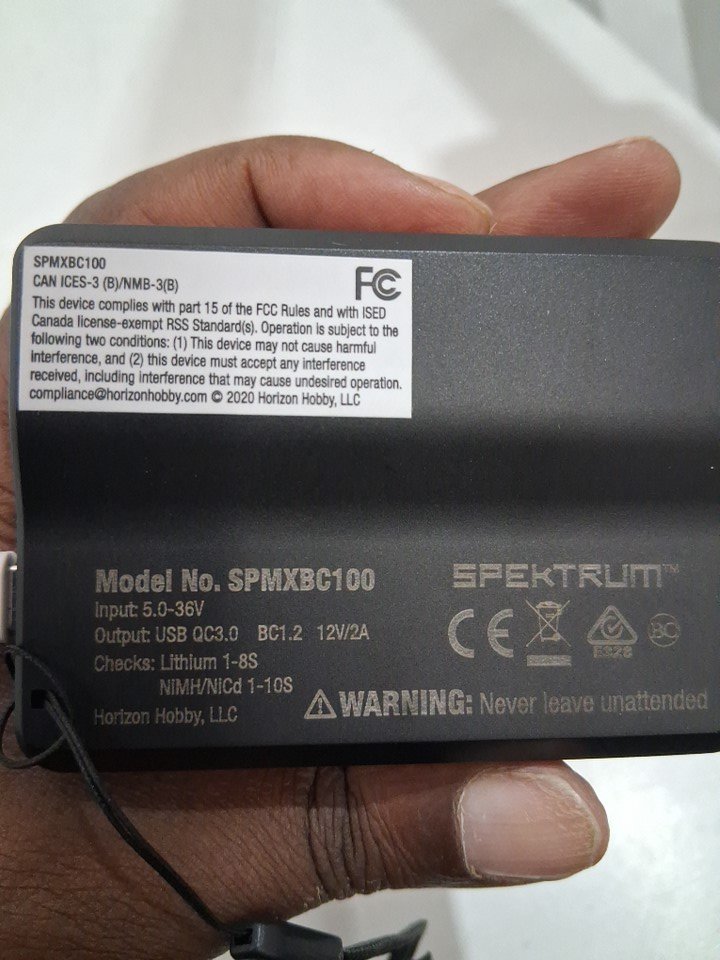 SPMXBC100
CAN ICES-3 (B)/NMB-3(B)
FC
This device complies with part 15 of the FCC Rules and with ISED
Canada license-exempt RSS Standard(s). Operation is subject to the
following two conditions: (1) This device may not cause harmful
interference, and (2) this device must accept any interference
received, including interference that may cause undesired operation.
compliance@horizonhobby.com © 2020 Horizon Hobby, LLC
Model No. SPMXBC100
Input: 5.0-36V
Output: USB QC3.0 BC1.2 12V/2A
Checks: Lithium 1-8S
NiMH/NiCd 1-10S
Horizon Hobby, LLC
SPEKTRUM™
CE
E328
BC
WARNING: Never leave unattended